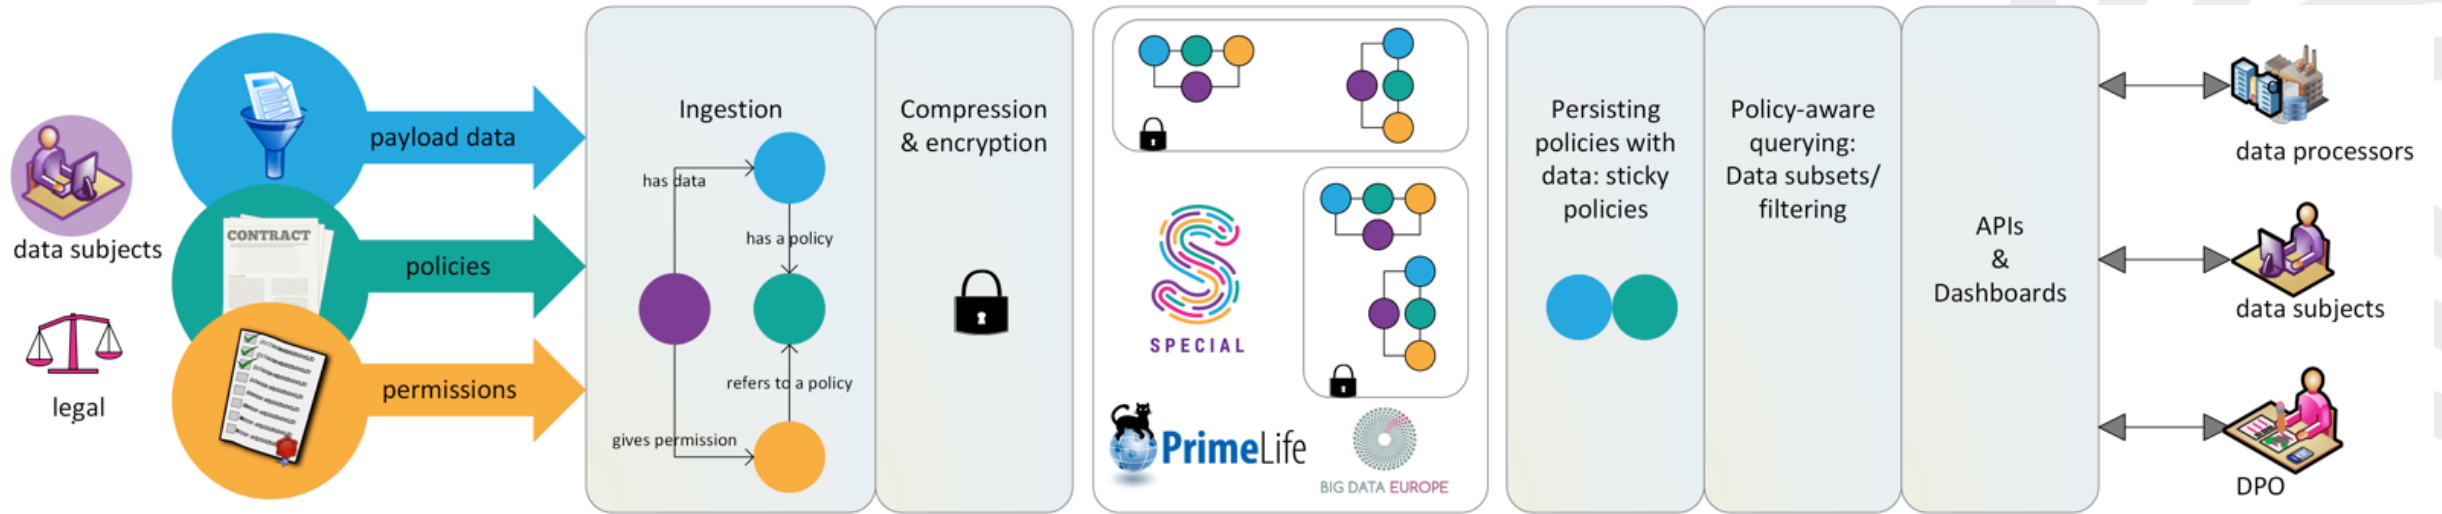 data subjects
legal
payload data
CONTRACT
policies
permissions
Ingestion
has data
has a policy
refers to a policy
gives permission
Compression
& encryption
SPECIAL
PrimeLife
BIG DATA EUROPE
Persisting
policies with
data: sticky
policies
Policy-aware
querying:
Data subsets/
filtering
APIs
&
Dashboards
data processors
data subjects
DPO